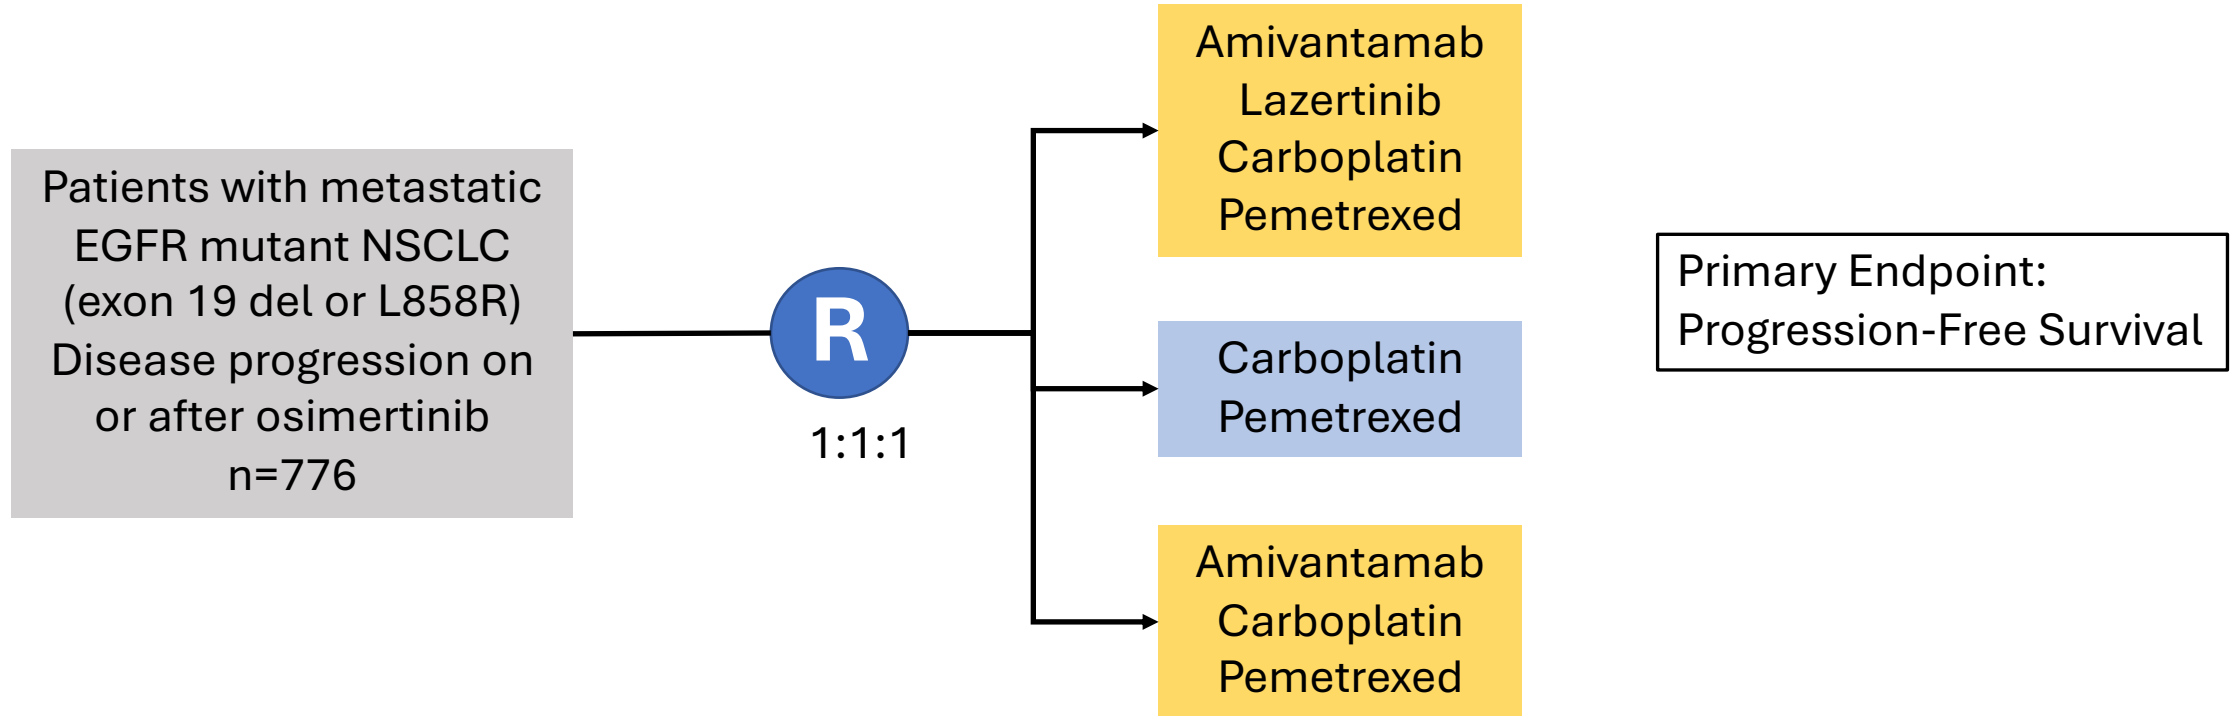 Patients with metastatic
EGFR mutant NSCLC
(exon 19 del or L858R)
Disease progression on
or after osimertinib
n=776
R
1:1:1
Amivantamab
Lazertinib
Carboplatin
Pemetrexed
Carboplatin
Pemetrexed
Amivantamab
Carboplatin
Pemetrexed
Primary Endpoint:
Progression-Free Survival